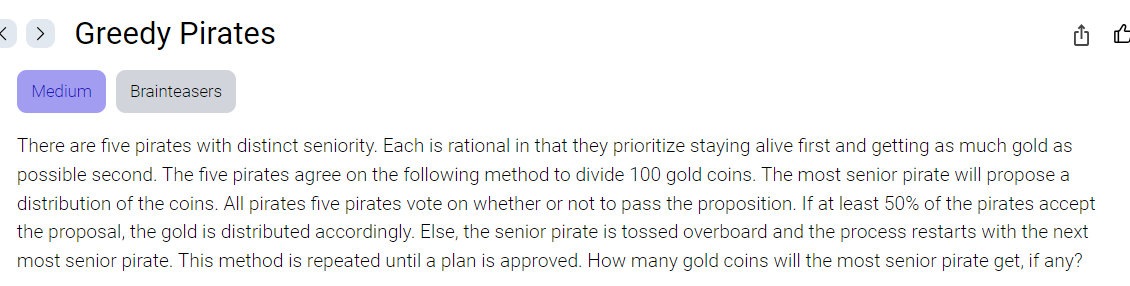 Greedy Pirates
Medium Brainteasers
There are five pirates with distinct seniority. Each is rational in that they prioritize staying alive first and getting as much gold as
possible second. The five pirates agree on the following method to divide 100 gold coins. The most senior pirate will propose a
distribution of the coins. All pirates five pirates vote on whether or not to pass the proposition. If at least 50% of the pirates accept
the proposal, the gold is distributed accordingly. Else, the senior pirate is tossed overboard and the process restarts with the next
most senior pirate. This method is repeated until a plan is approved. How many gold coins will the most senior pirate get, if any?